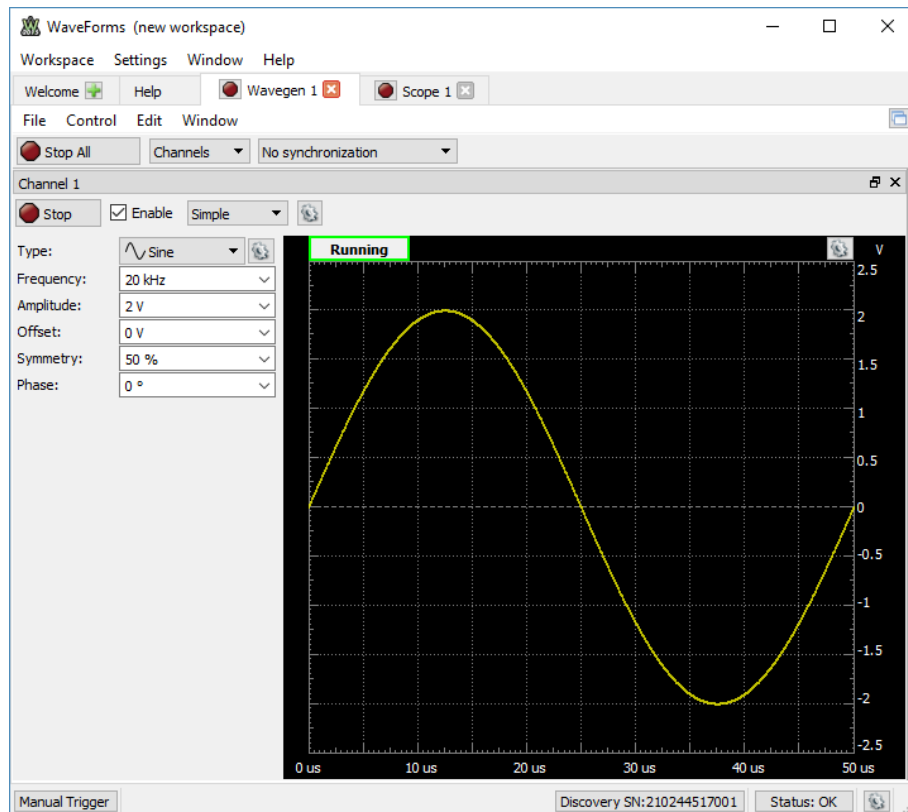 WaveForms (new workspace)
Workspace Settings Window Help
Welcome Help Wavegen 1 Scope 1
File Control Edit Window
Stop All Channels No synchronization
Channel 1
Stop Enable Simple
Type: Sine
Frequency: 20 kHz
Amplitude: 2 V
Offset: 0 V
Symmetry: 50 %
Phase: 0 º
Running V
2.5
2
1.5
1
0.5
0
-0.5
-1
-1.5
-2
-2.5
0 us 10 us 20 us 30 us 40 us 50 us
Manual Trigger Discovery SN:210244517001 Status: OK